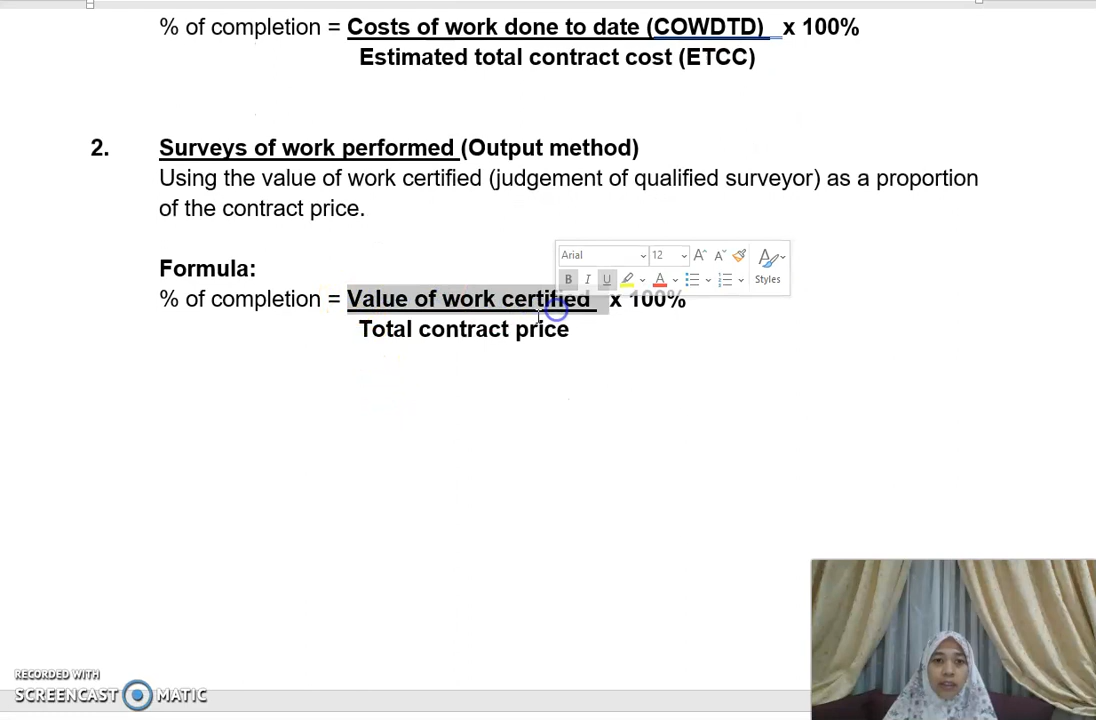 % of completion = Costs of work done to date (COWDTD) x 100%
Estimated total contract cost (ETCC)
2. Surveys of work performed (Output method)
Using the value of work certified (judgement of qualified surveyor) as a proportion
of the contract price.
Arial 12 A A
Formula:
B I U A Styles
% of completion = Value of work certified x 100%
Total contract price
RECORDED WITH
SCREENCAST MATIC